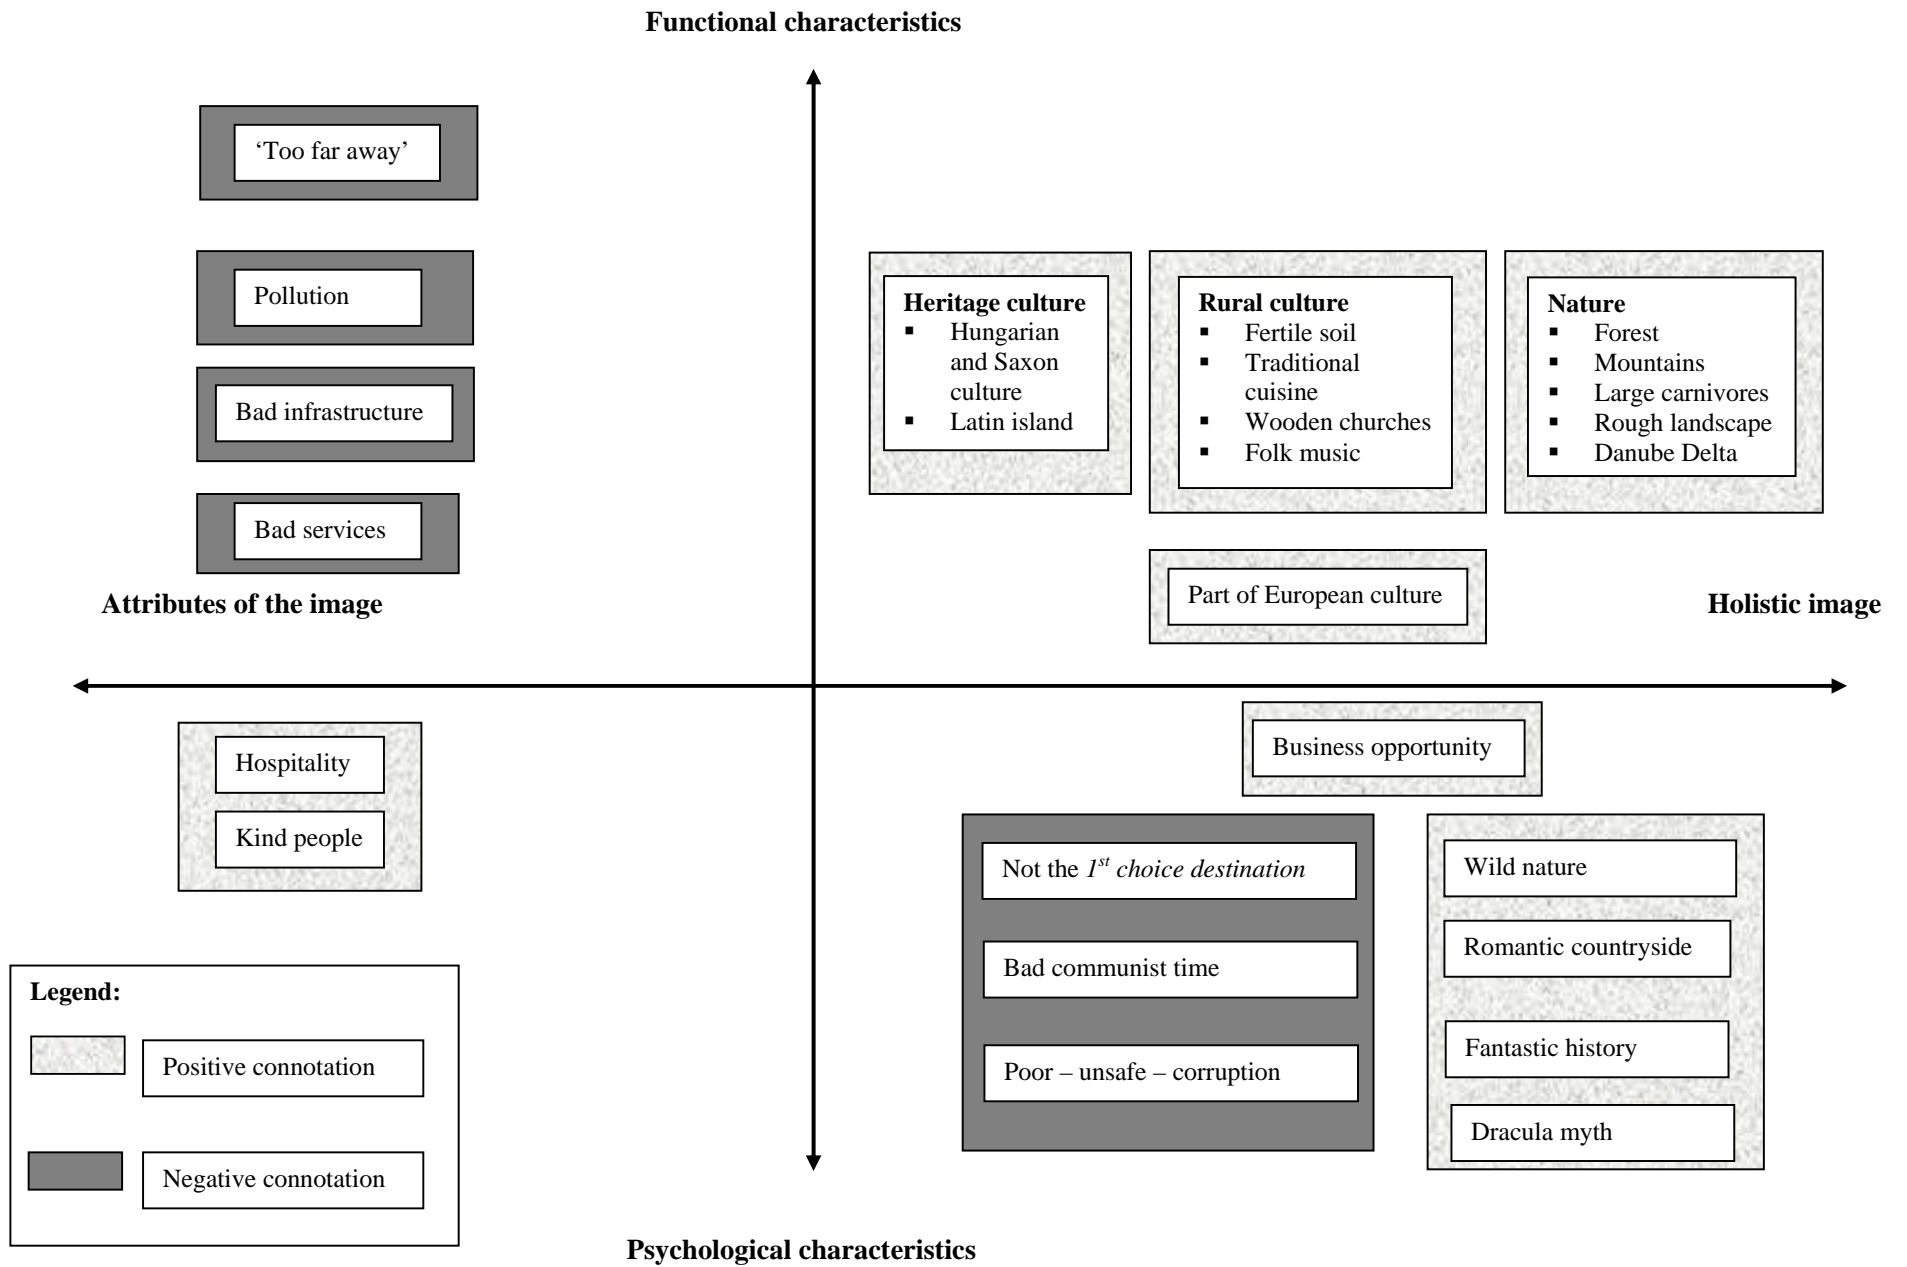 Functional characteristics
‘Too far away’
Pollution
Bad infrastructure
Bad services
Heritage culture
▪ Hungarian
and Saxon
culture
▪ Latin island
Rural culture
▪ Fertile soil
▪ Traditional
cuisine
▪ Wooden churches
▪ Folk music
Nature
▪ Forest
▪ Mountains
▪ Large carnivores
▪ Rough landscape
▪ Danube Delta
Part of European culture
Attributes of the image
Holistic image
Hospitality
Kind people
Business opportunity
Not the 1st choice destination
Bad communist time
Poor – unsafe – corruption
Wild nature
Romantic countryside
Fantastic history
Dracula myth
Legend:
Positive connotation
Negative connotation
Psychological characteristics